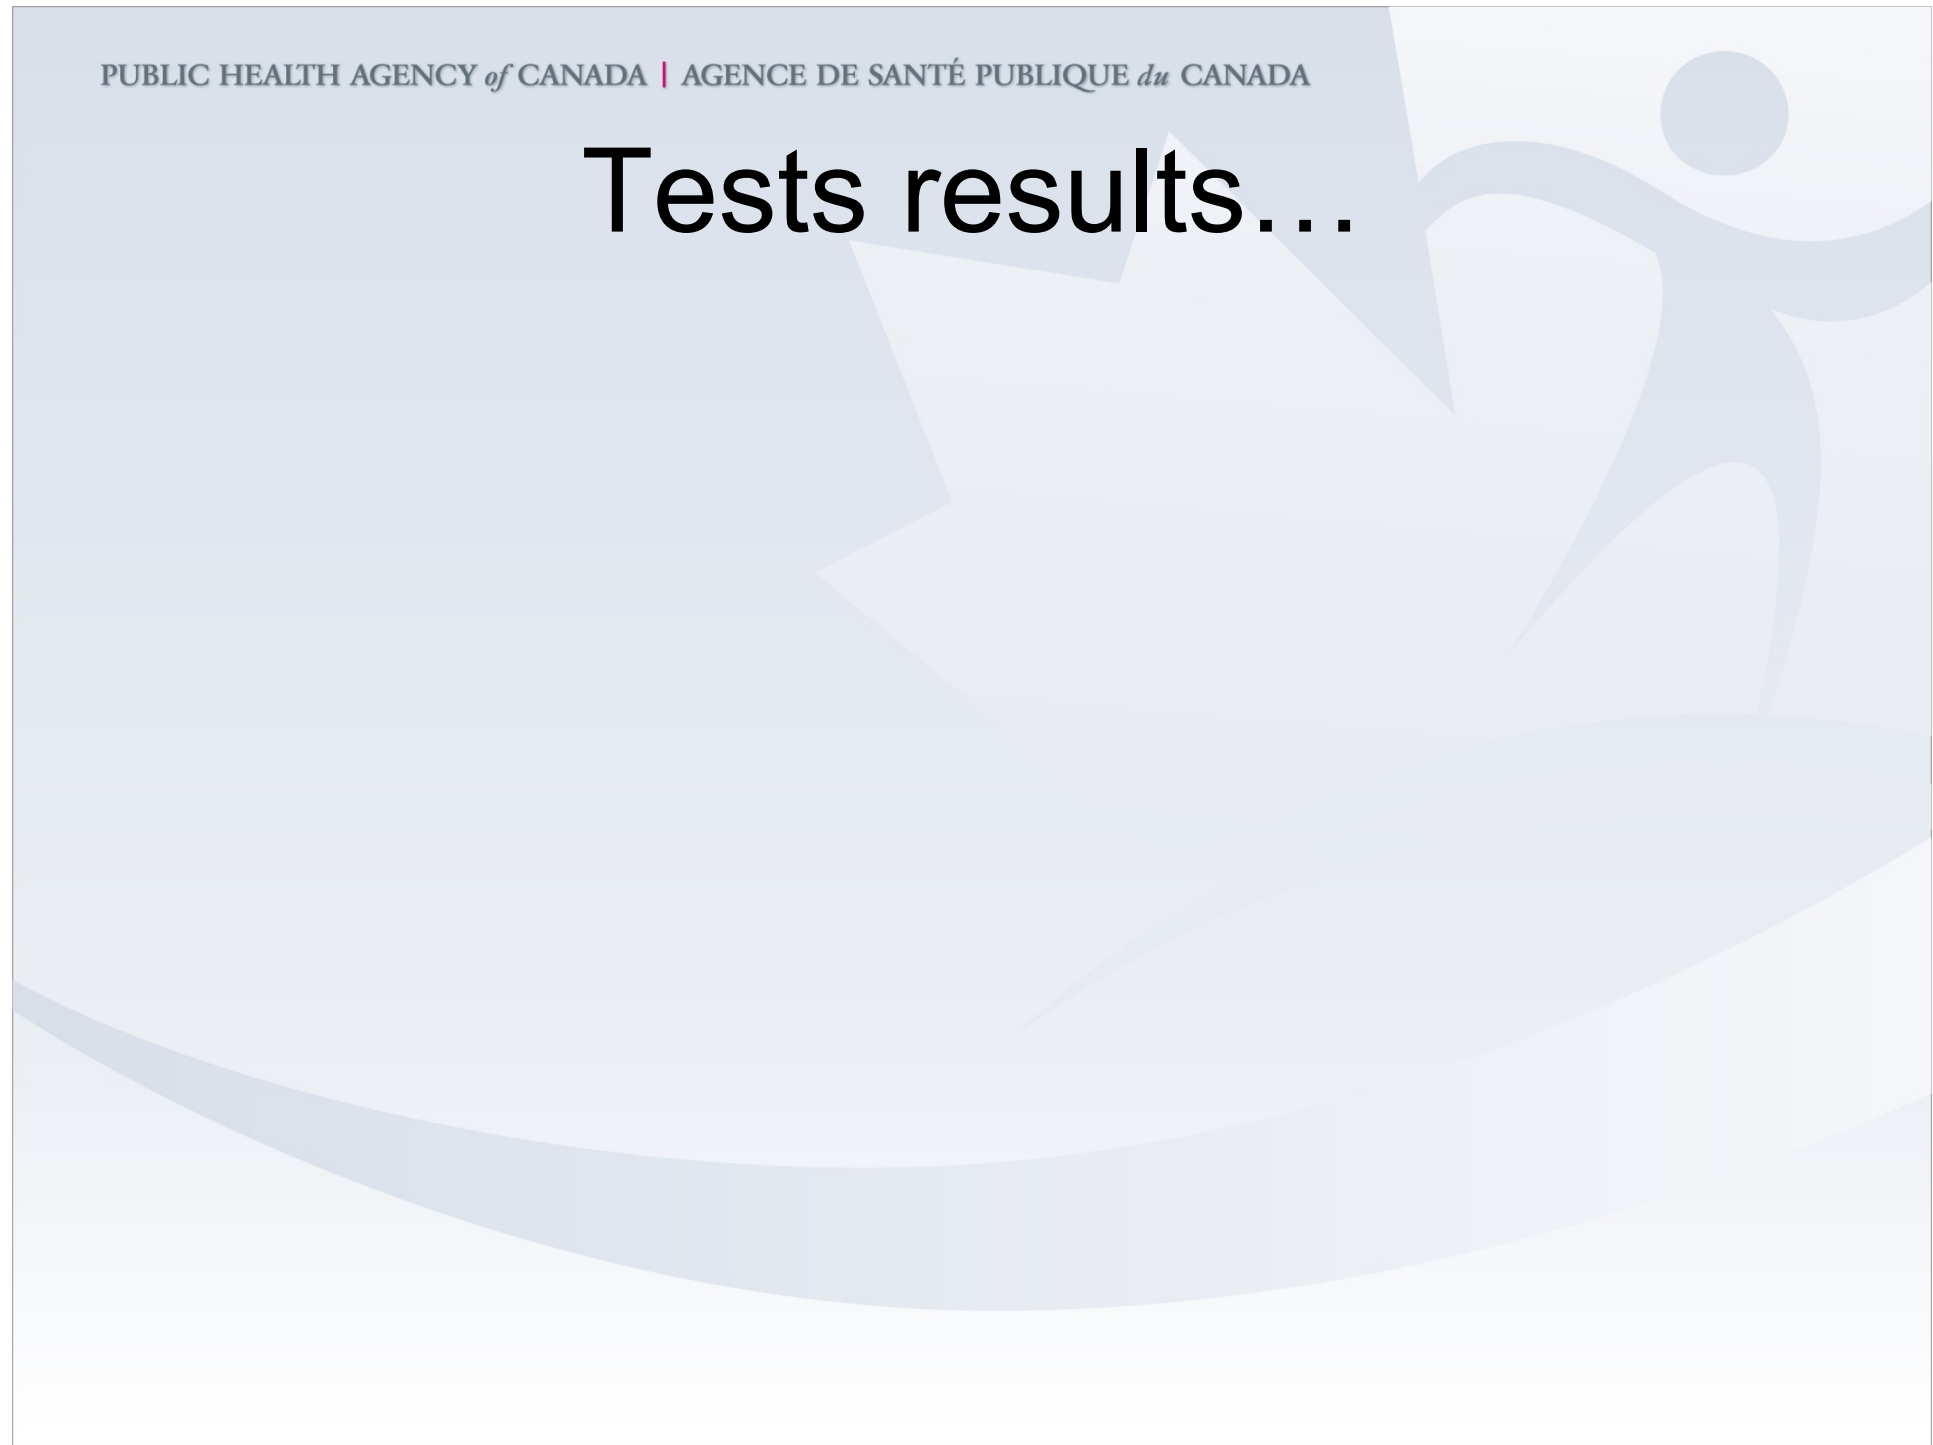 PUBLIC HEALTH AGENCY of CANADA | AGENCE DE SANTÉ PUBLIQUE du CANADA
Tests results…